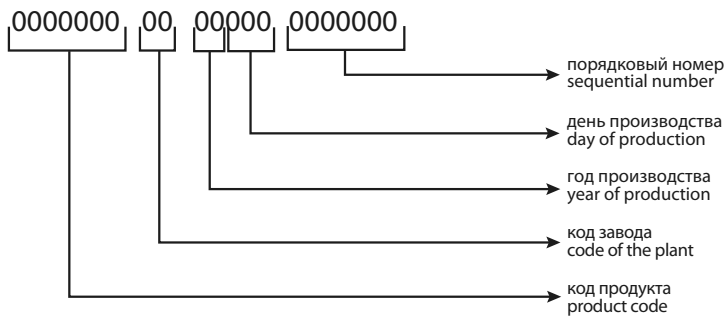 0000000 00 00000 0000000
порядковый номер
sequential number
день производства
day of production
год производства
year of production
код завода
code of the plant
код продукта
product code